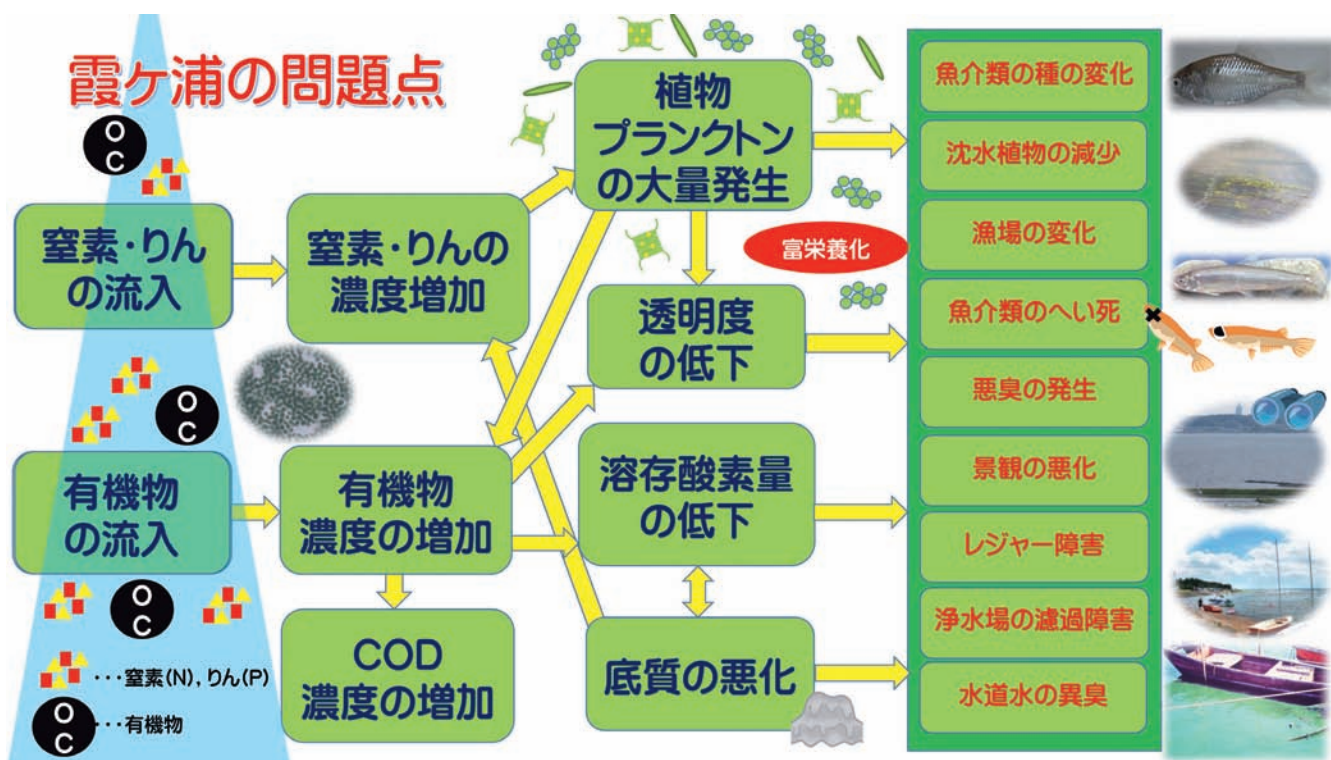 霞ヶ浦の問題点
O
C
窒素・りん
の流入
窒素・りんの
濃度増加
植物
プランクトン
の大量発生
富栄養化
透明度
の低下
O
C
有機物
の流入
有機物
濃度の増加
溶存酸素量
の低下
O
C
COD
濃度の増加
底質の悪化
・・・窒素(N),りん(P)
O
C
・・・有機物
魚介類の種の変化
沈水植物の減少
漁場の変化
魚介類のへい死
悪臭の発生
景観の悪化
レジャー障害
浄水場の濾過障害
水道水の異臭